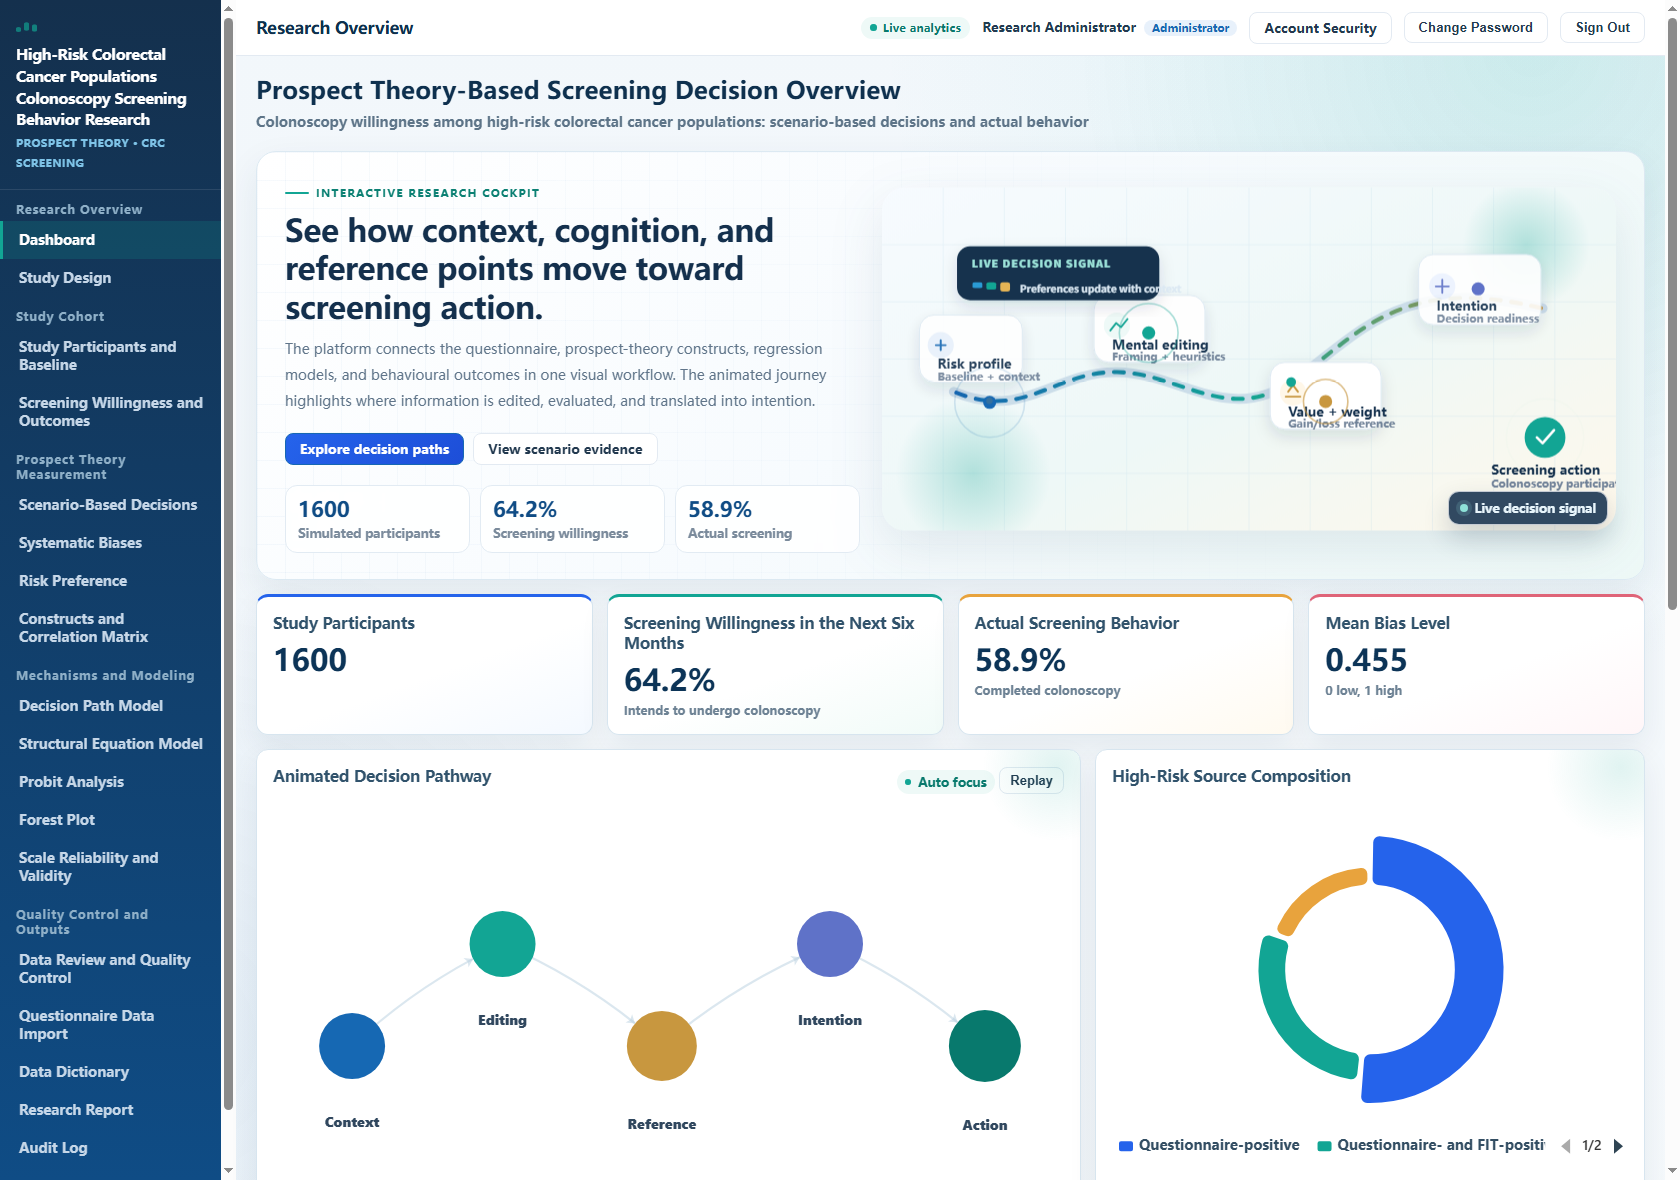 High-Risk Colorectal
Cancer Populations
Colonoscopy Screening
Behavior Research
PROSPECT THEORY • CRC
SCREENING
Research Overview
Dashboard
Study Design
Study Cohort
Study Participants and
Baseline
Screening Willingness and
Outcomes
Prospect Theory
Measurement
Scenario-Based Decisions
Systematic Biases
Risk Preference
Constructs and
Correlation Matrix
Mechanisms and Modeling
Decision Path Model
Structural Equation Model
Probit Analysis
Forest Plot
Scale Reliability and
Validity
Quality Control and
Outputs
Data Review and Quality
Control
Questionnaire Data
Import
Data Dictionary
Research Report
Audit Log
Research Overview
Live analytics
Research Administrator
Administrator
Account Security
Change Password
Sign Out
Prospect Theory-Based Screening Decision Overview
Colonoscopy willingness among high-risk colorectal cancer populations: scenario-based decisions and actual behavior
INTERACTIVE RESEARCH COCKPIT
See how context, cognition, and
reference points move toward
screening action.
The platform connects the questionnaire, prospect-theory constructs, regression
models, and behavioural outcomes in one visual workflow. The animated journey
highlights where information is edited, evaluated, and translated into intention.
Explore decision paths
View scenario evidence
1600
Simulated participants
64.2%
Screening willingness
58.9%
Actual screening
LIVE DECISION SIGNAL
Preferences update with context
Risk profile
Baseline + context
Mental editing
Framing + heuristics
Value + weight
Gain/loss reference
Intention
Decision readiness
Screening action
Colonoscopy participa
Live decision signal
Study Participants
1600
Screening Willingness in the Next Six
Months
64.2%
Intends to undergo colonoscopy
Actual Screening Behavior
58.9%
Completed colonoscopy
Mean Bias Level
0.455
0 low, 1 high
Animated Decision Pathway
Auto focus
Replay
Context
Editing
Reference
Intention
Action
High-Risk Source Composition
Questionnaire-positive
Questionnaire- and FIT-positi
1/2